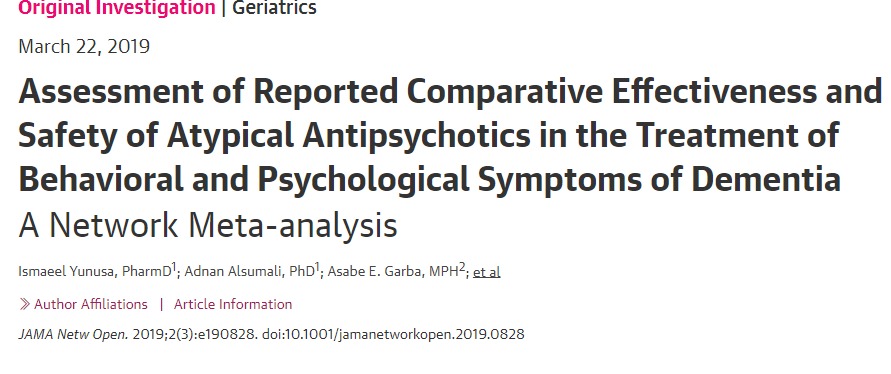 Original Investigation | Geriatrics
March 22, 2019
Assessment of Reported Comparative Effectiveness and
Safety of Atypical Antipsychotics in the Treatment of
Behavioral and Psychological Symptoms of Dementia
A Network Meta-analysis
Ismaeel Yunusa, PharmD1; Adnan Alsumali, PhD1; Asabe E. Garba, MPH2; et al
≫ Author Affiliations | Article Information
JAMA Netw Open. 2019;2(3):e190828. doi:10.1001/jamanetworkopen.2019.0828